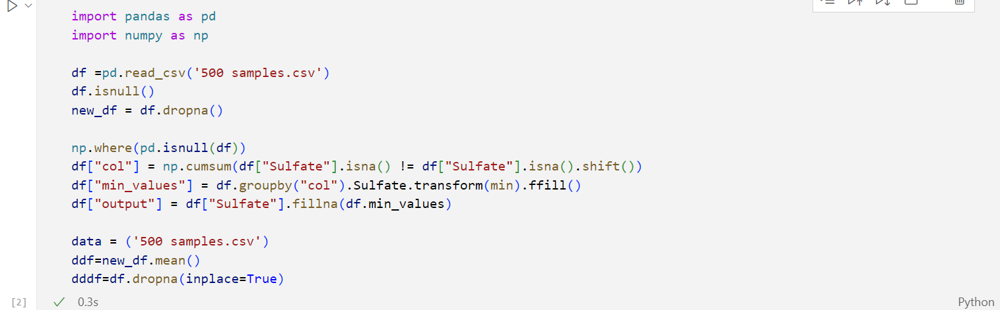 import pandas as pd
import numpy as np
df =pd.read_csv('500 samples.csv')
df.isnull()
new_df = df.dropna()
np.where(pd.isnull(df))
df["col"] = np.cumsum(df["Sulfate"].isna() != df["Sulfate"].isna().shift())
df["min_values"] = df.groupby("col").Sulfate.transform(min).ffill()
df["output"] = df["Sulfate"].fillna(df.min_values)
data = ('500 samples.csv')
ddf=new_df.mean()
dddf=df.dropna(inplace=True)
[2] 0.3s Python